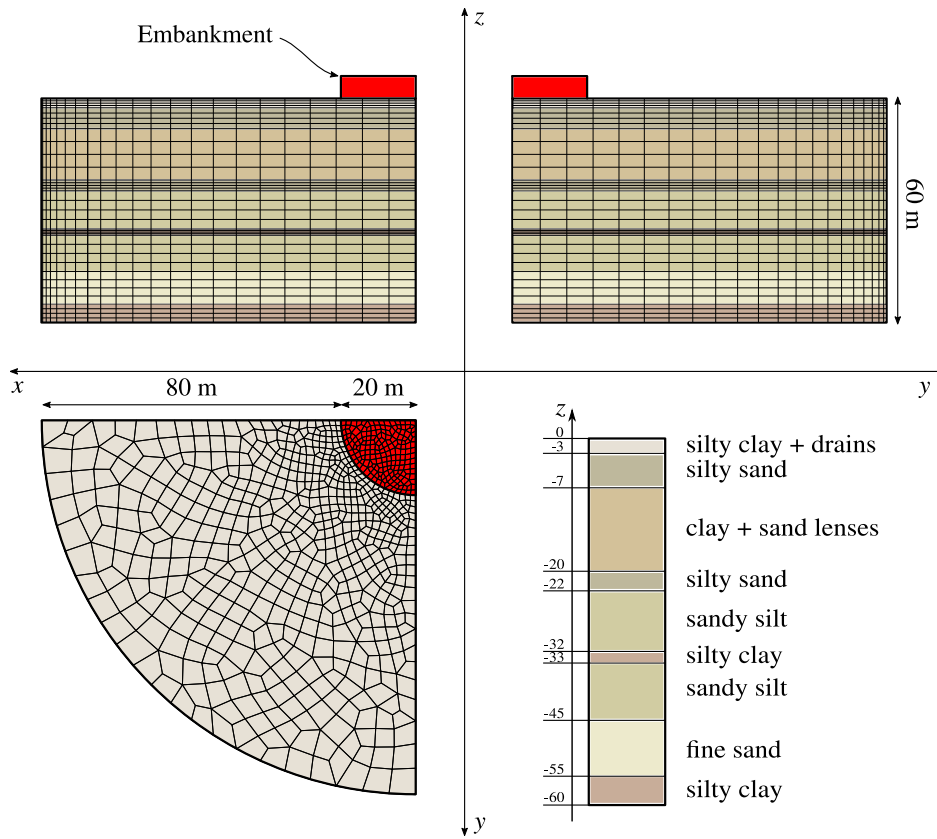 z
Embankment
60 m
x
80 m
20 m
y
z
0
-3
silty clay + drains
silty sand
-7
clay + sand lenses
-20
silty sand
-22
sandy silt
-32
silty clay
-33
sandy silt
-45
fine sand
-55
silty clay
-60
y